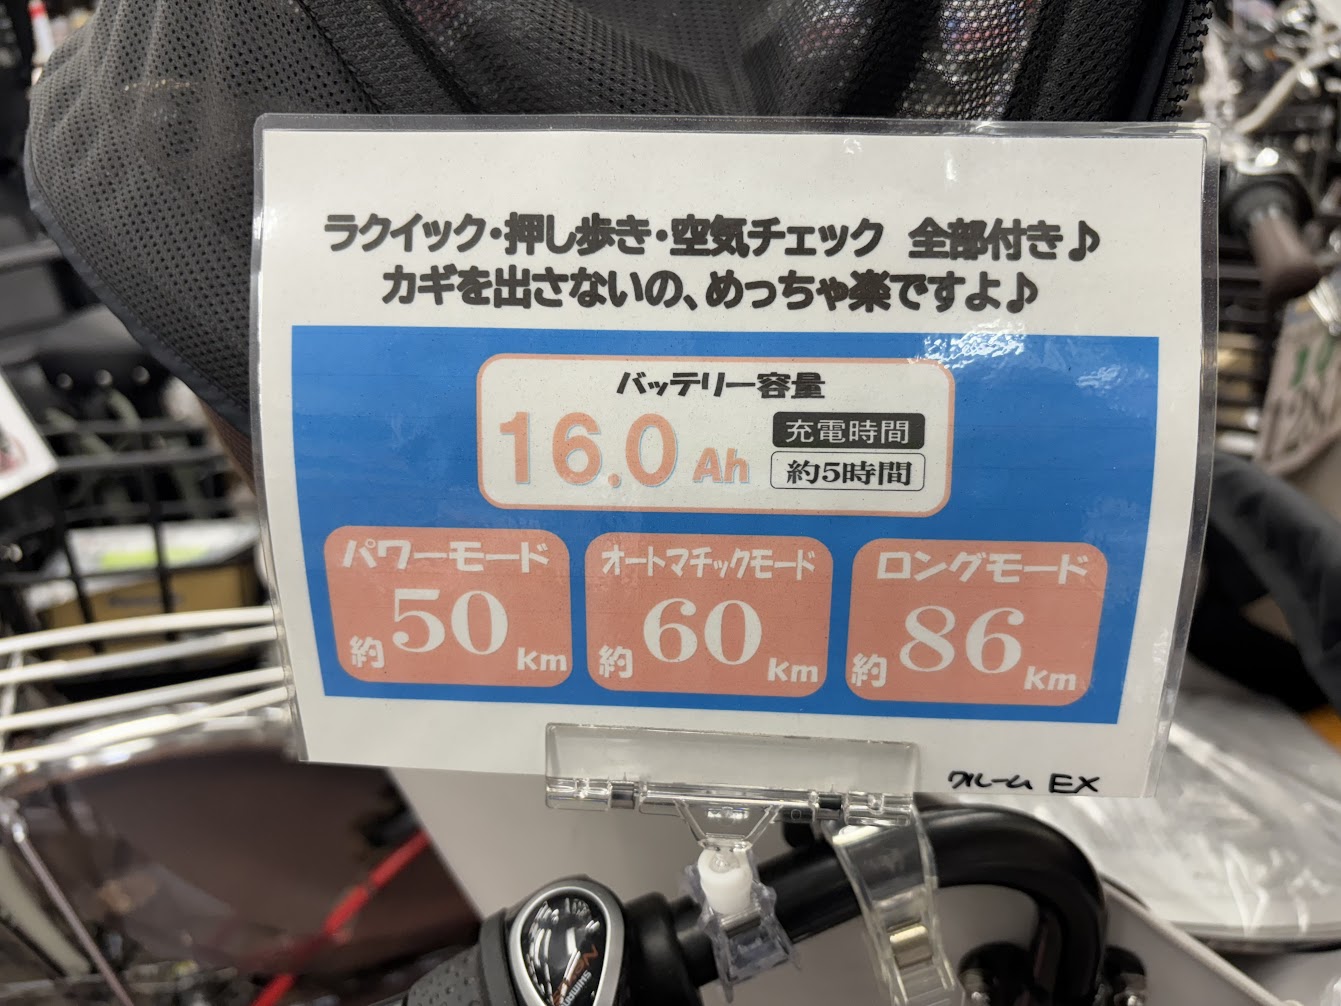 ラクイック・押し歩き・空気チェック 全部付き♪
カギを出さないの、めっちゃ楽ですよ♪
バッテリー容量
16.0 Ah
充電時間
約5時間
パワーモード
約50km
オートマチックモード
約60km
ロングモード
約86km
クルーム EX
SHIMANO